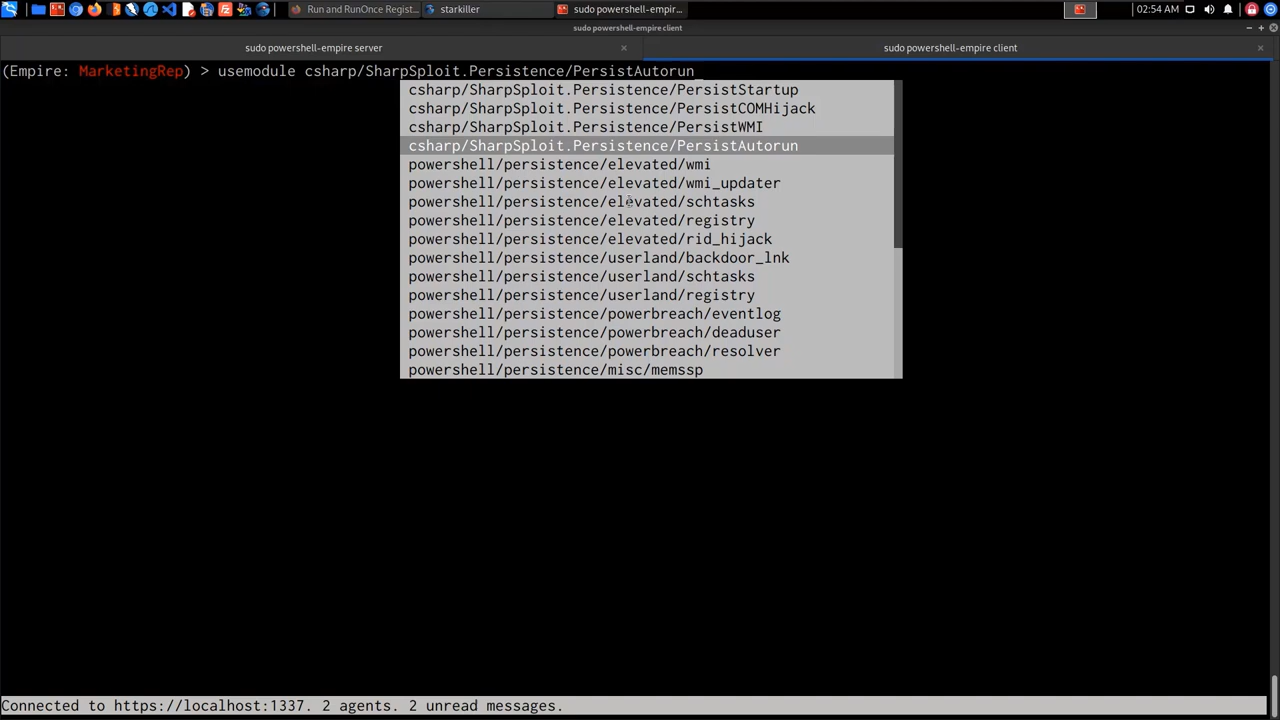 Run and RunOnce Regist...
starkiller
sudo powershell-empir...
02:54 AM
sudo powershell-empire client
sudo powershell-empire server
sudo powershell-empire client
(Empire: MarketingRep) > usemodule csharp/SharpSploit.Persistence/PersistAutorun
csharp/SharpSploit.Persistence/PersistStartup
csharp/SharpSploit.Persistence/PersistCOMHijack
csharp/SharpSploit.Persistence/PersistWMI
csharp/SharpSploit.Persistence/PersistAutorun
powershell/persistence/elevated/wmi
powershell/persistence/elevated/wmi_updater
powershell/persistence/elevated/schtasks
powershell/persistence/elevated/registry
powershell/persistence/elevated/rid_hijack
powershell/persistence/userland/backdoor_lnk
powershell/persistence/userland/schtasks
powershell/persistence/userland/registry
powershell/persistence/powerbreach/eventlog
powershell/persistence/powerbreach/deaduser
powershell/persistence/powerbreach/resolver
powershell/persistence/misc/memssp
Connected to https://localhost:1337. 2 agents. 2 unread messages.